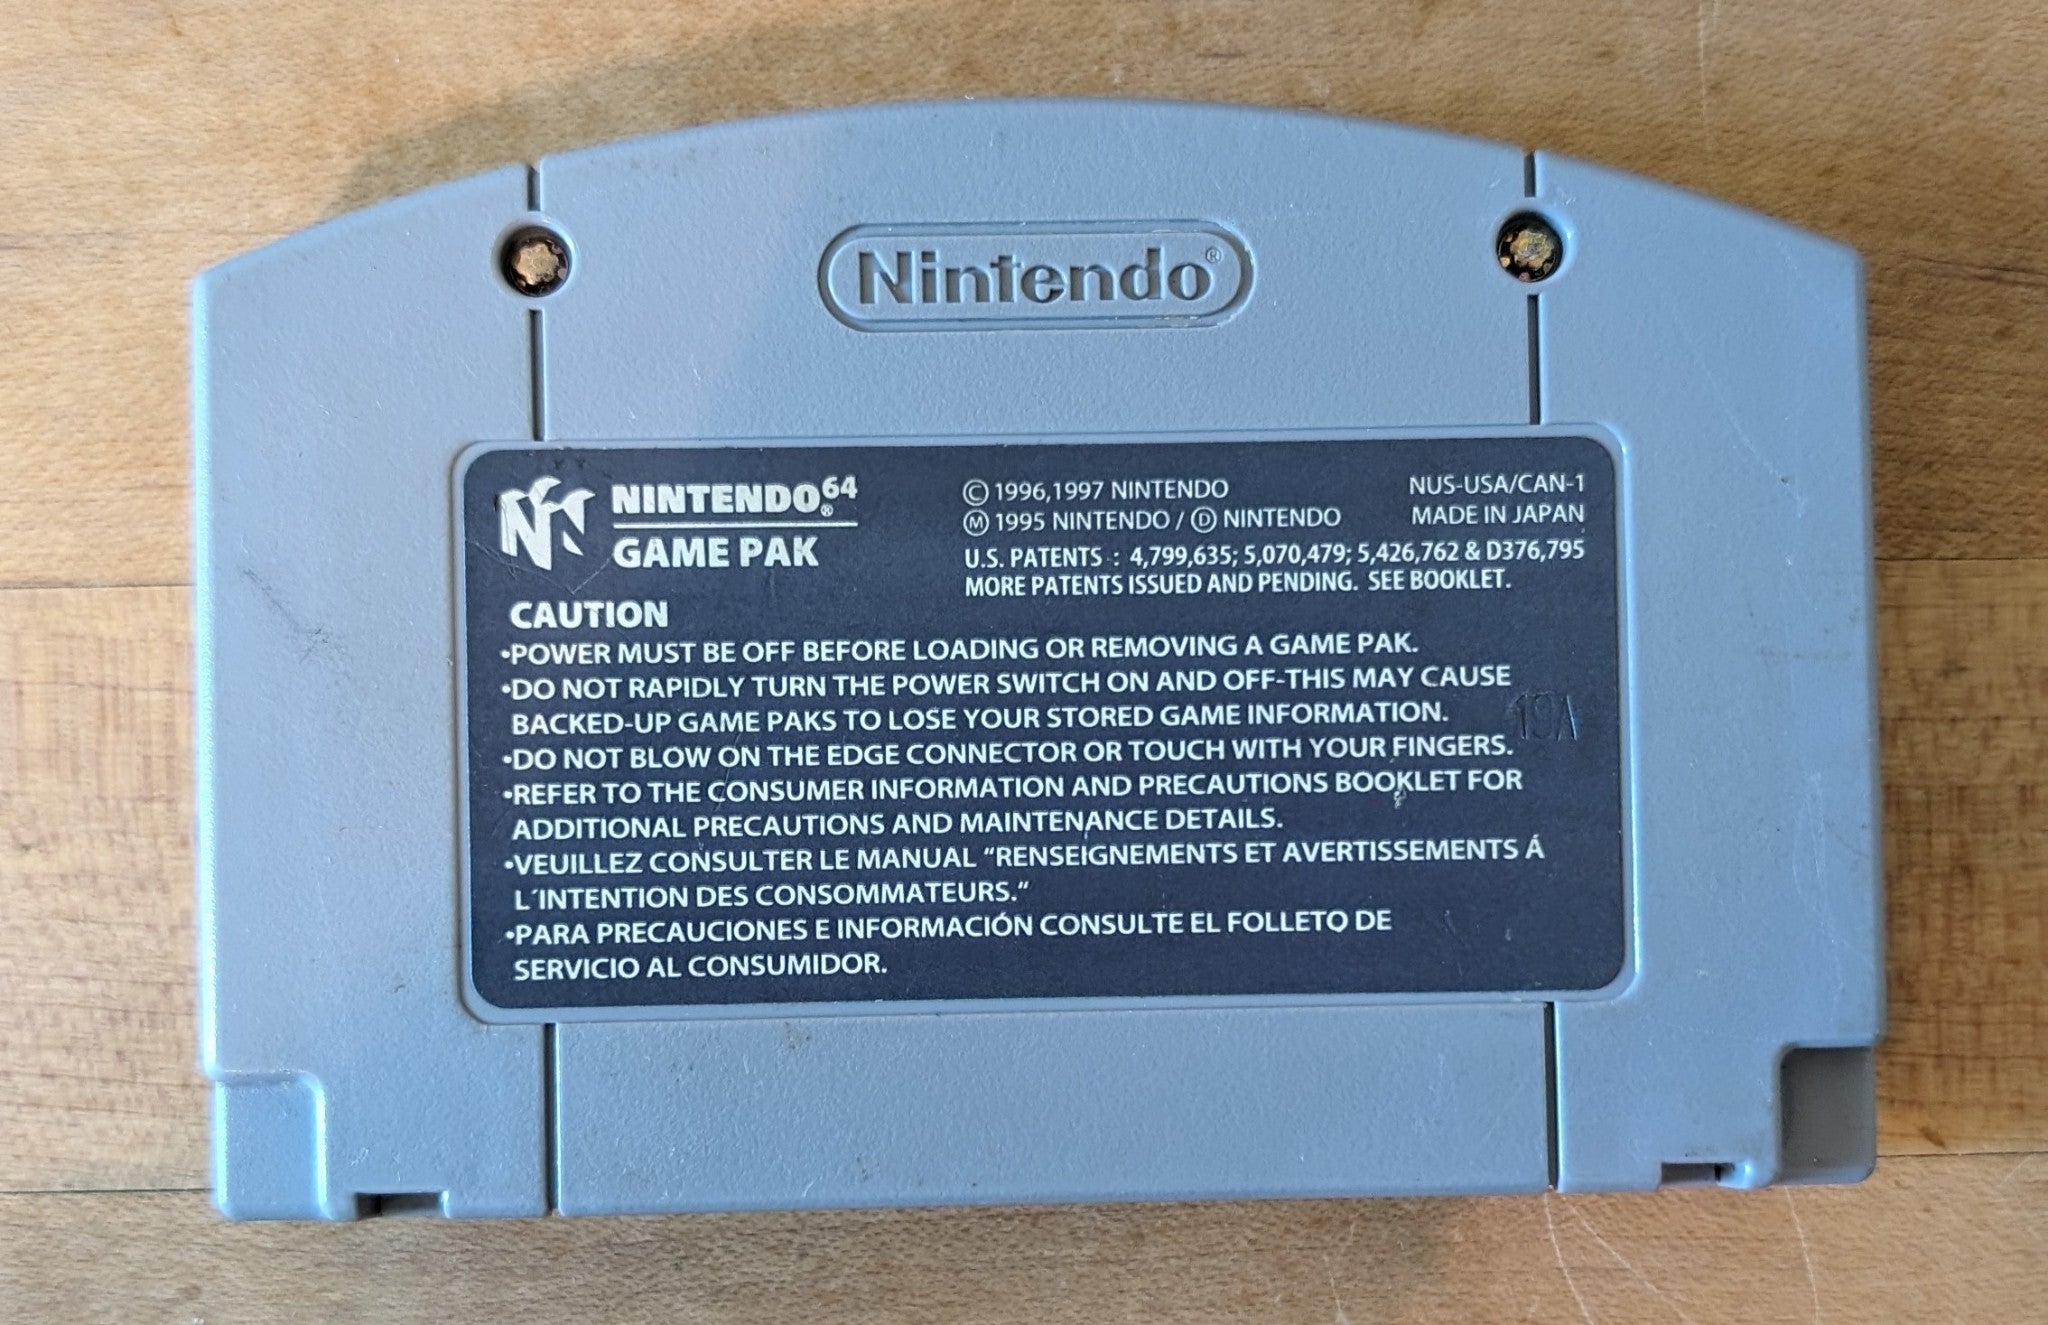 Nintendo®
NINTENDO64®
GAME PAK
© 1996,1997 NINTENDO
Ⓜ 1995 NINTENDO / Ⓓ NINTENDO
NUS-USA/CAN-1
MADE IN JAPAN
U.S. PATENTS : 4,799,635; 5,070,479; 5,426,762 & D376,795
MORE PATENTS ISSUED AND PENDING. SEE BOOKLET.
CAUTION
•POWER MUST BE OFF BEFORE LOADING OR REMOVING A GAME PAK.
•DO NOT RAPIDLY TURN THE POWER SWITCH ON AND OFF-THIS MAY CAUSE
BACKED-UP GAME PAKS TO LOSE YOUR STORED GAME INFORMATION.
19A
•DO NOT BLOW ON THE EDGE CONNECTOR OR TOUCH WITH YOUR FINGERS.
•REFER TO THE CONSUMER INFORMATION AND PRECAUTIONS BOOKLET FOR
ADDITIONAL PRECAUTIONS AND MAINTENANCE DETAILS.
•VEUILLEZ CONSULTER LE MANUAL “RENSEIGNEMENTS ET AVERTISSEMENTS Á
L´INTENTION DES CONSOMMATEURS.“
•PARA PRECAUCIONES E INFORMACIÓN CONSULTE EL FOLLETO DE
SERVICIO AL CONSUMIDOR.